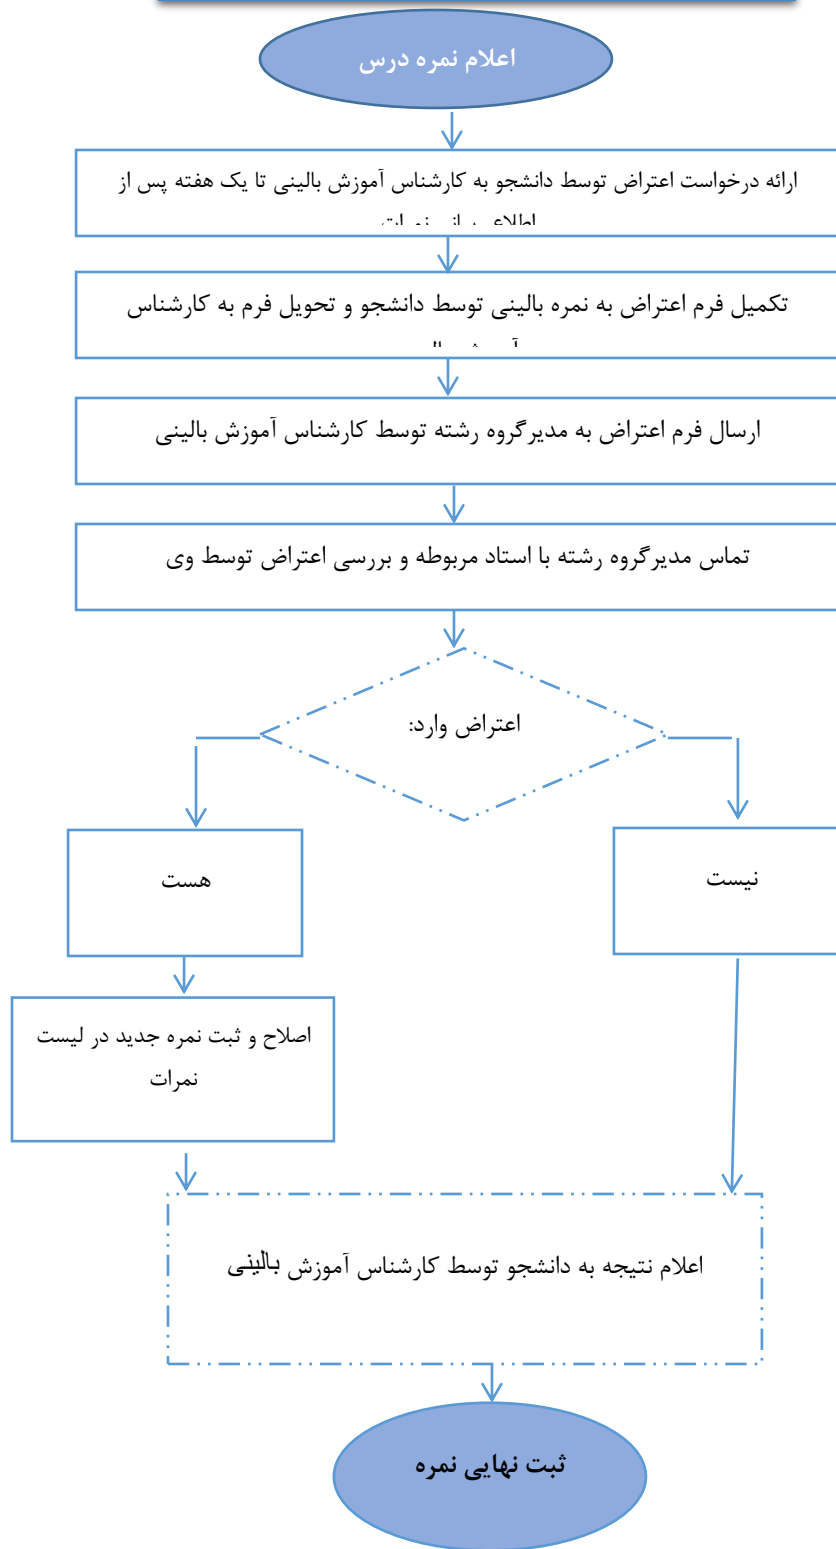 اعلام نمره درس
ارائه درخواست اعتراض توسط دانشجو به کارشناس آموزش بالینی تا یک هفته پس از
نمرات
تکمیل فرم اعتراض به نمره بالینی توسط دانشجو و تحویل فرم به کارشناس
ارسال فرم اعتراض به مدیرگروه رشته توسط کارشناس آموزش بالینی
تماس مدیرگروه رشته با استاد مربوطه و بررسی اعتراض توسط وی
اعتراض وارد:
هست
نیست
اصلاح و ثبت نمره جدید در لیست
نمرات
اعلام نتیجه به دانشجو توسط کارشناس آموزش بالینی
ثبت نهایی نمره